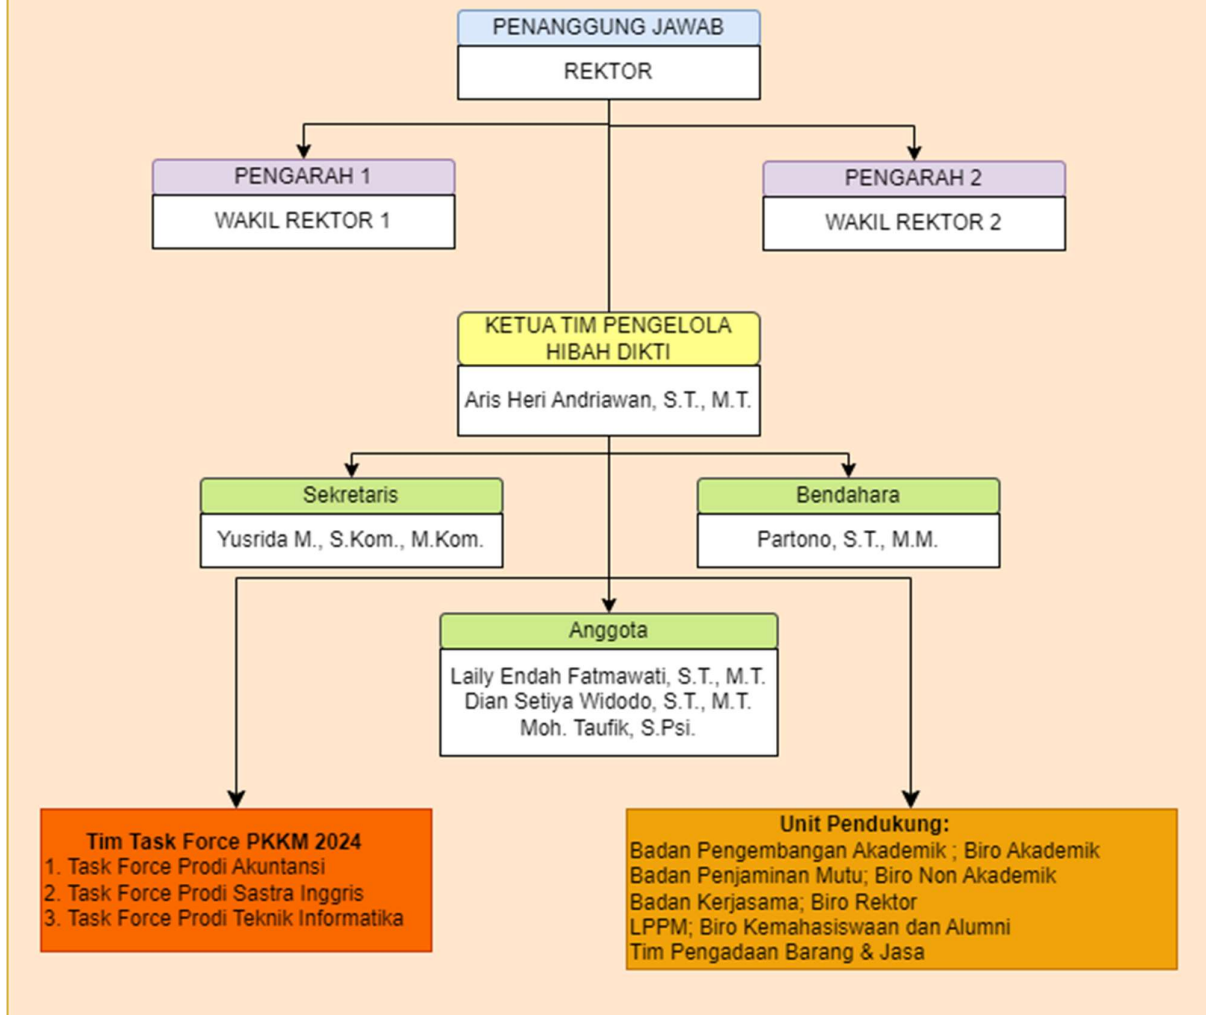 PENANGGUNG JAWAB
REKTOR
PENGARAH 1
WAKIL REKTOR 1
PENGARAH 2
WAKIL REKTOR 2
KETUA TIM PENGELOLA
HIBAH DIKTI
Aris Heri Andriawan, S.T., M.T.
Sekretaris
Yusrida M., S.Kom., M.Kom.
Bendahara
Partono, S.T., M.M.
Anggota
Laily Endah Fatmawati, S.T., M.T.
Dian Setiya Widodo, S.T., M.T.
Moh. Taufik, S.Psi.
Tim Task Force PKKM 2024
1. Task Force Prodi Akuntansi
2. Task Force Prodi Sastra Inggris
3. Task Force Prodi Teknik Informatika
Unit Pendukung:
Badan Pengembangan Akademik ; Biro Akademik
Badan Penjaminan Mutu; Biro Non Akademik
Badan Kerjasama; Biro Rektor
LPPM; Biro Kemahasiswaan dan Alumni
Tim Pengadaan Barang & Jasa